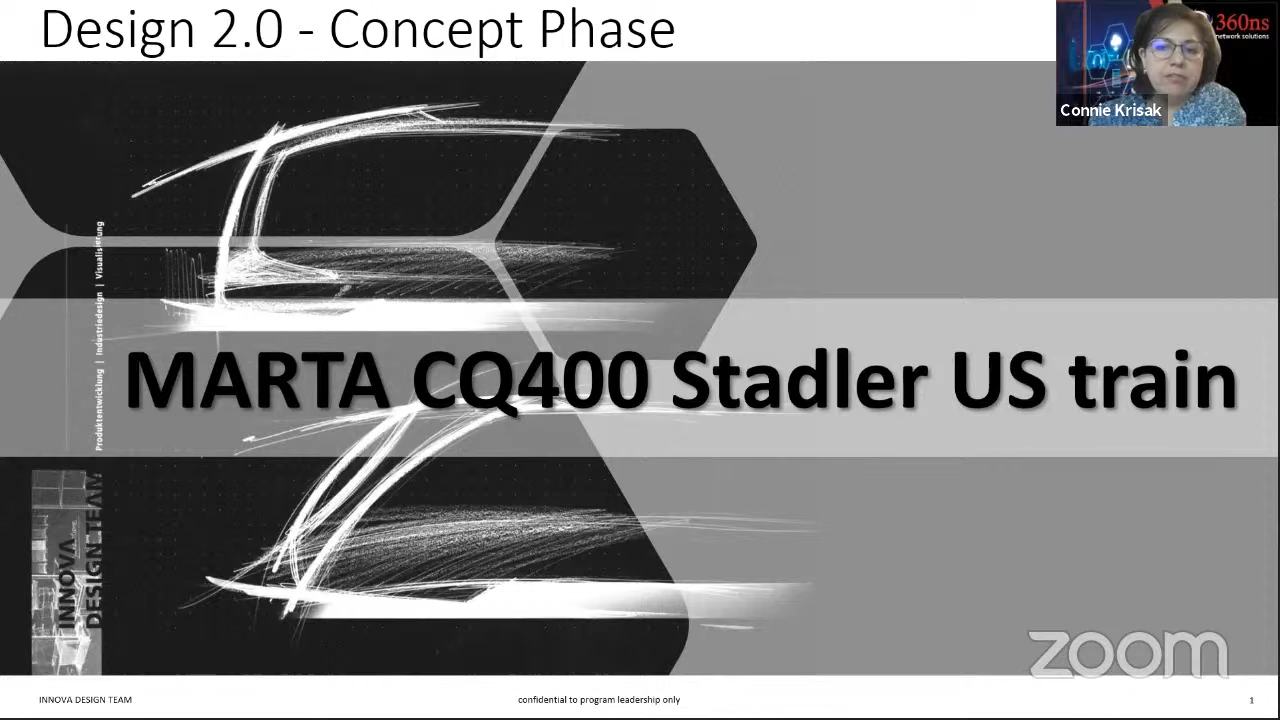 Design 2.0 - Concept Phase
360ns
network solutions
Connie Krisak
Produktentwicklung | Industriedesign | Visualisierung
MARTA CQ400 Stadler US train
INNOVA
DESIGN TEAM
zoom
INNOVA DESIGN TEAM
confidential to program leadership only
1